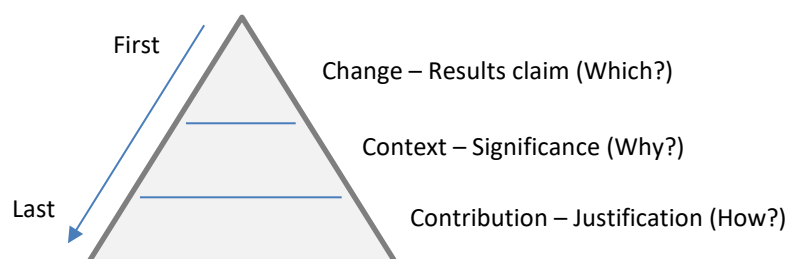 First
Change – Results claim (Which?)
Context – Significance (Why?)
Last
Contribution – Justification (How?)